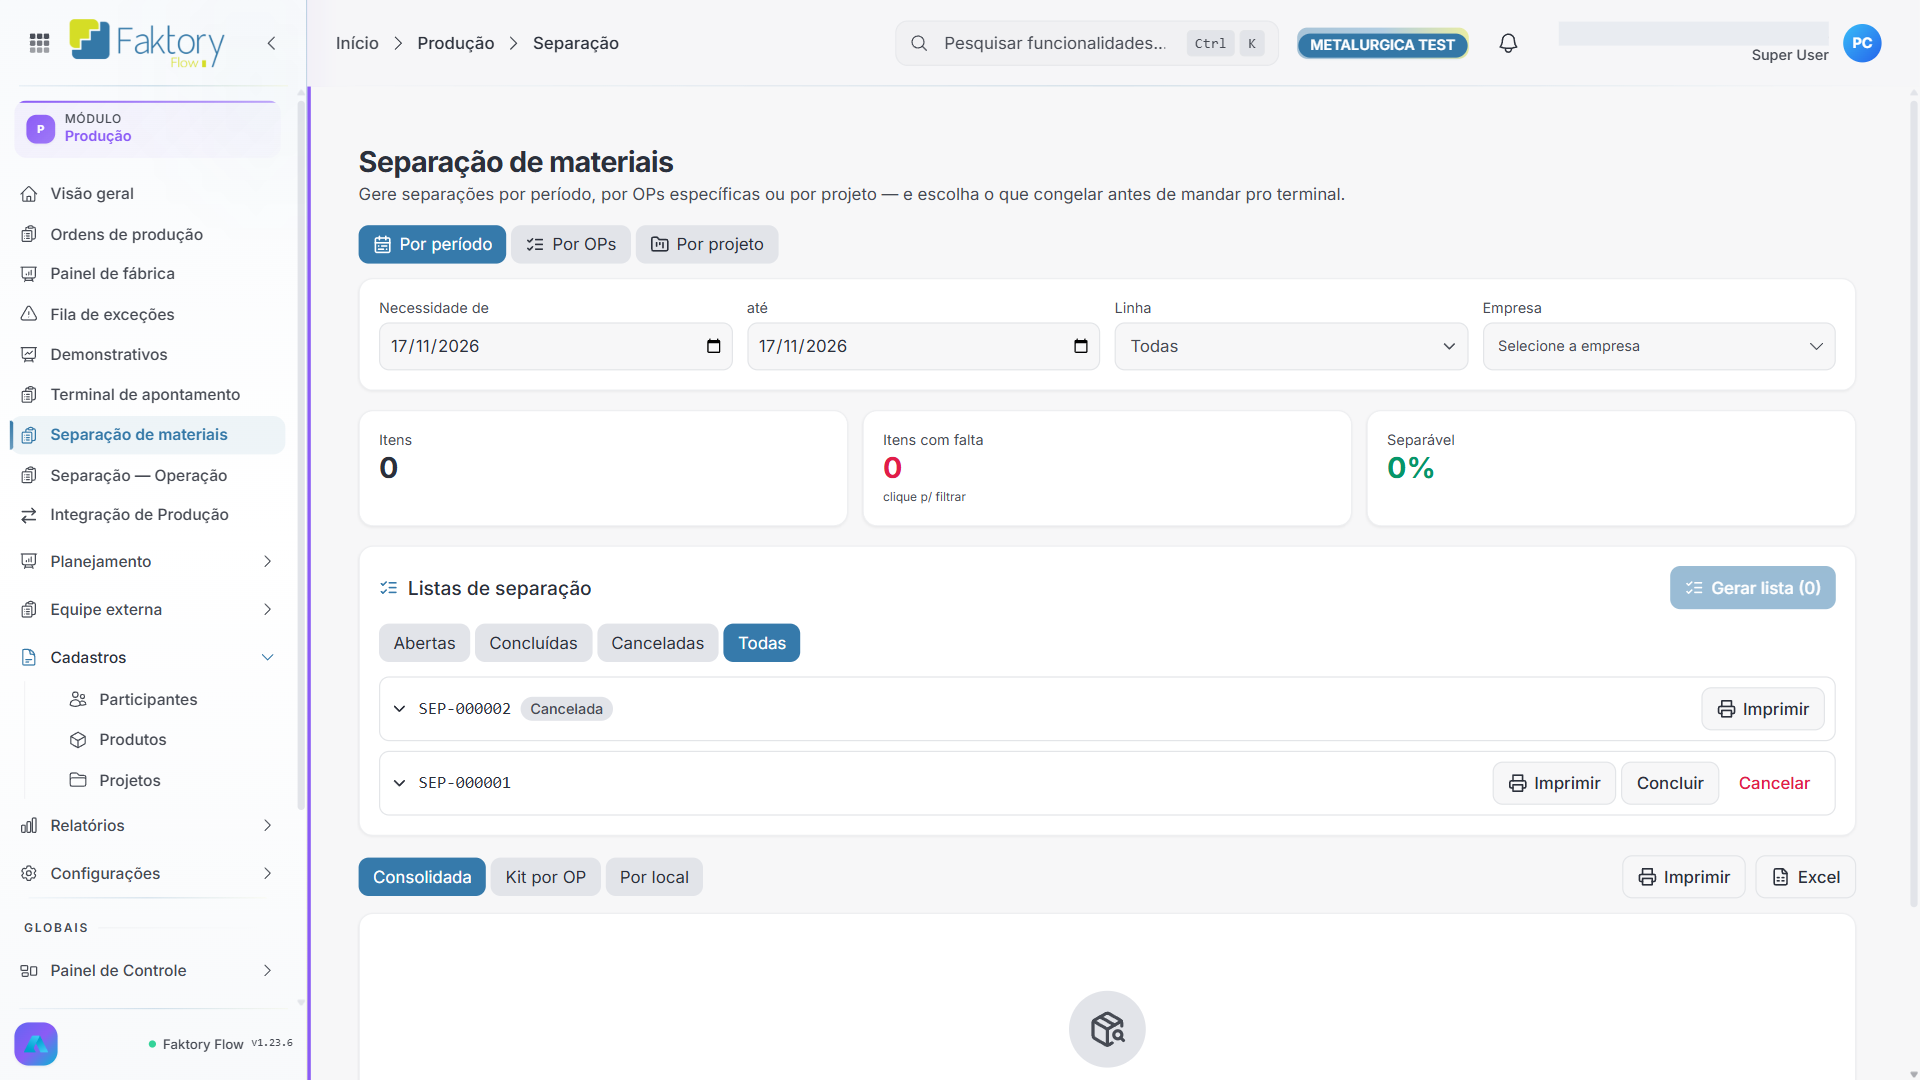 Faktory
Flow
Início > Produção > Separação
Pesquisar funcionalidades... Ctrl K
METALURGICA TEST
Super User
PC
P
MÓDULO
Produção
Visão geral
Ordens de produção
Painel de fábrica
Fila de exceções
Demonstrativos
Terminal de apontamento
Separação de materiais
Separação — Operação
Integração de Produção
Planejamento
Equipe externa
Cadastros
Participantes
Produtos
Projetos
Relatórios
Configurações
GLOBAIS
Painel de Controle
Faktory Flow v1.23.6
Separação de materiais
Gere separações por período, por OPs específicas ou por projeto — e escolha o que congelar antes de mandar pro terminal.
Por período Por OPs Por projeto
Necessidade de até Linha Empresa
17/11/2026 17/11/2026 Todas Selecione a empresa
Itens
0
Itens com falta
0
clique p/ filtrar
Separável
0%
Listas de separação
Gerar lista (0)
Abertas Concluídas Canceladas Todas
SEP-000002 Cancelada Imprimir
SEP-000001 Imprimir Concluir Cancelar
Consolidada Kit por OP Por local Imprimir Excel